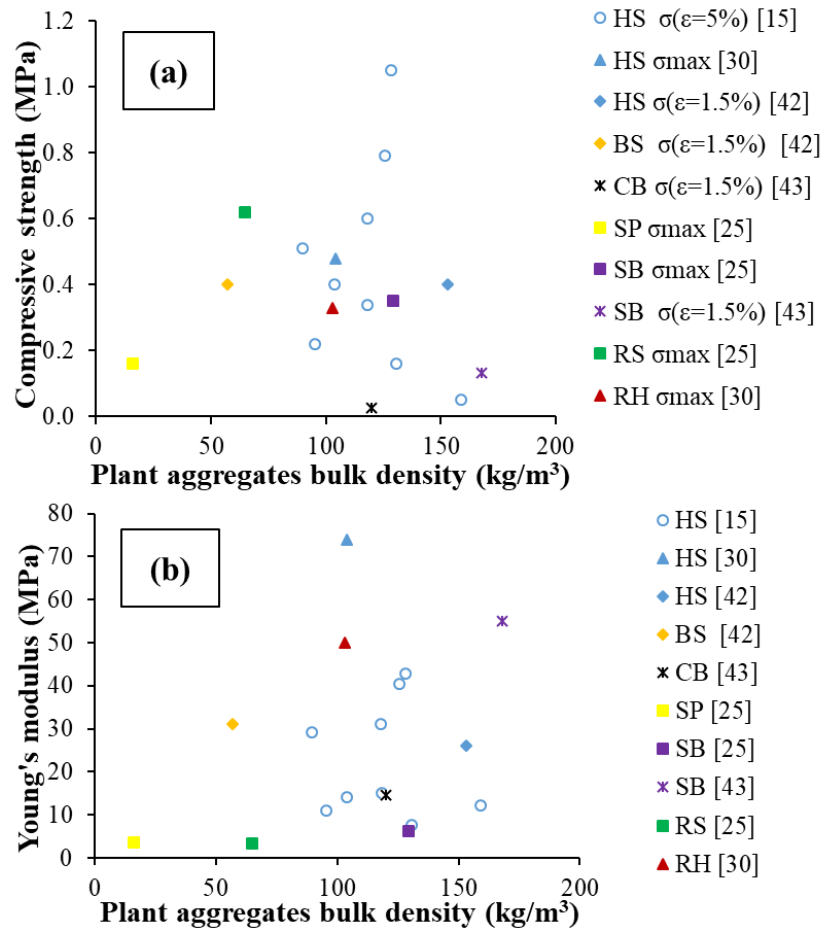 (a)
Compressive strength (MPa)
1.2
1.0
0.8
0.6
0.4
0.2
0.0
0 50 100 150 200
Plant aggregates bulk density (kg/m³)
HS σ(ε=5%) [15]
HS σmax [30]
HS σ(ε=1.5%) [42]
BS σ(ε=1.5%) [42]
CB σ(ε=1.5%) [43]
SP σmax [25]
SB σmax [25]
SB σ(ε=1.5%) [43]
RS σmax [25]
RH σmax [30]
(b)
Young's modulus (MPa)
80
70
60
50
40
30
20
10
0
0 50 100 150 200
Plant aggregates bulk density (kg/m³)
HS [15]
HS [30]
HS [42]
BS [42]
CB [43]
SP [25]
SB [25]
SB [43]
RS [25]
RH [30]